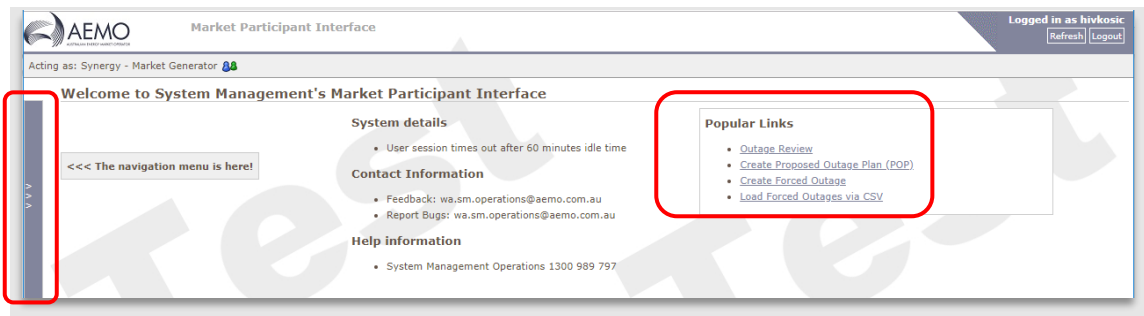 AEMO
AUSTRALIAN ENERGY MARKET OPERATOR
Market Participant Interface
Logged in as hivkosic
Refresh Logout
Acting as: Synergy - Market Generator
Welcome to System Management's Market Participant Interface
<<< The navigation menu is here!
> > >
System details
• User session times out after 60 minutes idle time
Contact Information
• Feedback: wa.sm.operations@aemo.com.au
• Report Bugs: wa.sm.operations@aemo.com.au
Help information
• System Management Operations 1300 989 797
Popular Links
• Outage Review
• Create Proposed Outage Plan (POP)
• Create Forced Outage
• Load Forced Outages via CSV
Test Test